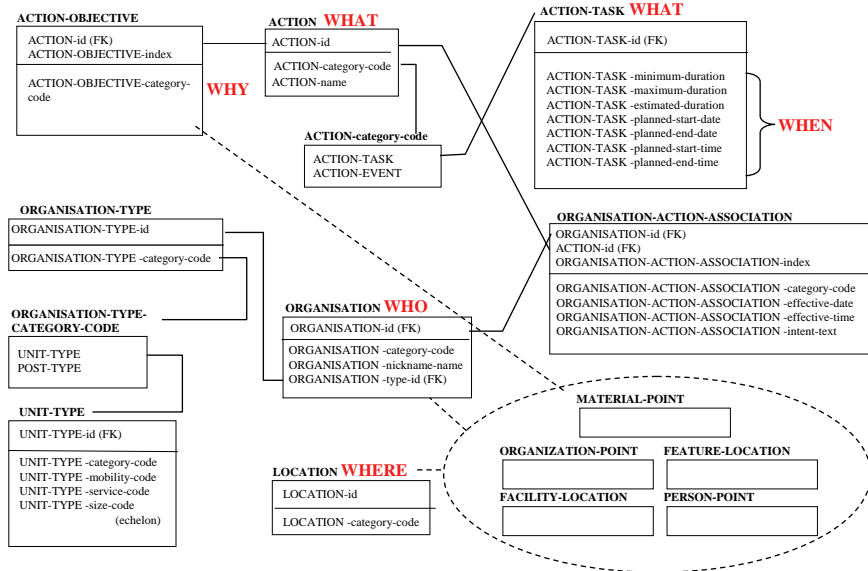 ACTION-OBJECTIVE
ACTION-id (FK)
ACTION-OBJECTIVE-index
ACTION-OBJECTIVE-category-
code
WHY
ACTION WHAT
ACTION-id
ACTION-category-code
ACTION-name
ACTION-category-code
ACTION-TASK
ACTION-EVENT
ACTION-TASK WHAT
ACTION-TASK-id (FK)
ACTION-TASK -minimum-duration
ACTION-TASK -maximum-duration
ACTION-TASK -estimated-duration
ACTION-TASK -planned-start-date
ACTION-TASK -planned-end-date
ACTION-TASK -planned-start-time
ACTION-TASK -planned-end-time
WHEN
ORGANISATION-TYPE
ORGANISATION-TYPE-id
ORGANISATION-TYPE -category-code
ORGANISATION-TYPE-
CATEGORY-CODE
UNIT-TYPE
POST-TYPE
UNIT-TYPE
UNIT-TYPE-id (FK)
UNIT-TYPE -category-code
UNIT-TYPE -mobility-code
UNIT-TYPE -service-code
UNIT-TYPE -size-code
(echelon)
ORGANISATION WHO
ORGANISATION-id (FK)
ORGANISATION -category-code
ORGANISATION -nickname-name
ORGANISATION -type-id (FK)
ORGANISATION-ACTION-ASSOCIATION
ORGANISATION-id (FK)
ACTION-id (FK)
ORGANISATION-ACTION-ASSOCIATION-index
ORGANISATION-ACTION-ASSOCIATION -category-code
ORGANISATION-ACTION-ASSOCIATION -effective-date
ORGANISATION-ACTION-ASSOCIATION -effective-time
ORGANISATION-ACTION-ASSOCIATION -intent-text
LOCATION WHERE
LOCATION-id
LOCATION -category-code
MATERIAL-POINT
ORGANIZATION-POINT
FEATURE-LOCATION
FACILITY-LOCATION
PERSON-POINT